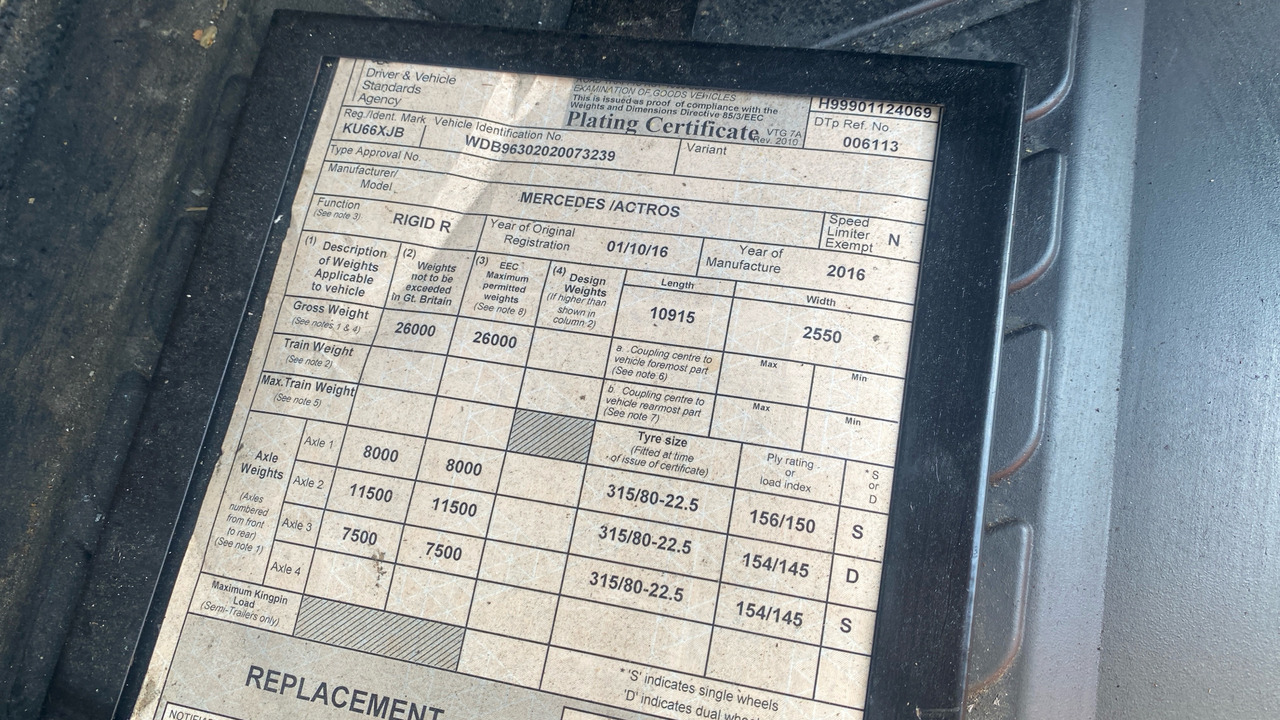 Driver & Vehicle
Standards
Agency
EXAMINATION OF GOODS VEHICLES
This is issued as proof of compliance with the
Weights and Dimensions Directive 85/3/EEC
Plating Certificate VTG 7A
Rev. 2010
H99901124069
DTp Ref. No.
006113
Reg./Ident. Mark
KU66XJB
Vehicle Identification No.
WDB96302020073239
Variant
Type Approval No.
Manufacturer/
Model
MERCEDES /ACTROS
Function
(See note 3)
RIGID R
Year of Original
Registration
01/10/16
Year of
Manufacture
2016
Speed
Limiter
Exempt
N
(1) Description
of Weights
Applicable
to vehicle
(2)
Weights
not to be
exceeded
in Gt. Britain
(3) EEC
Maximum
permitted
weights
(See note 8)
(4) Design
Weights
(If higher than
shown in
column 2)
Length
10915
Width
2550
Gross Weight
(See notes 1 & 4)
26000
26000
a. Coupling centre to
vehicle foremost part
(See note 6)
Max
Min
Train Weight
(See note 2)
b. Coupling centre to
vehicle rearmost part
(See note 7)
Max
Min
Max.Train Weight
(See note 5)
Tyre size
(Fitted at time
of issue of certificate)
Ply rating
or
load index
* S
or
D
Axle
Weights
(Axles
numbered
from front
to rear)
(See note 1)
Axle 1
8000
8000
315/80-22.5
156/150
S
Axle 2
11500
11500
315/80-22.5
154/145
D
Axle 3
7500
7500
315/80-22.5
154/145
S
Axle 4
Maximum Kingpin
Load
(Semi-Trailers only)
* 'S' indicates single wheels
'D' indicates dual
REPLACEMENT